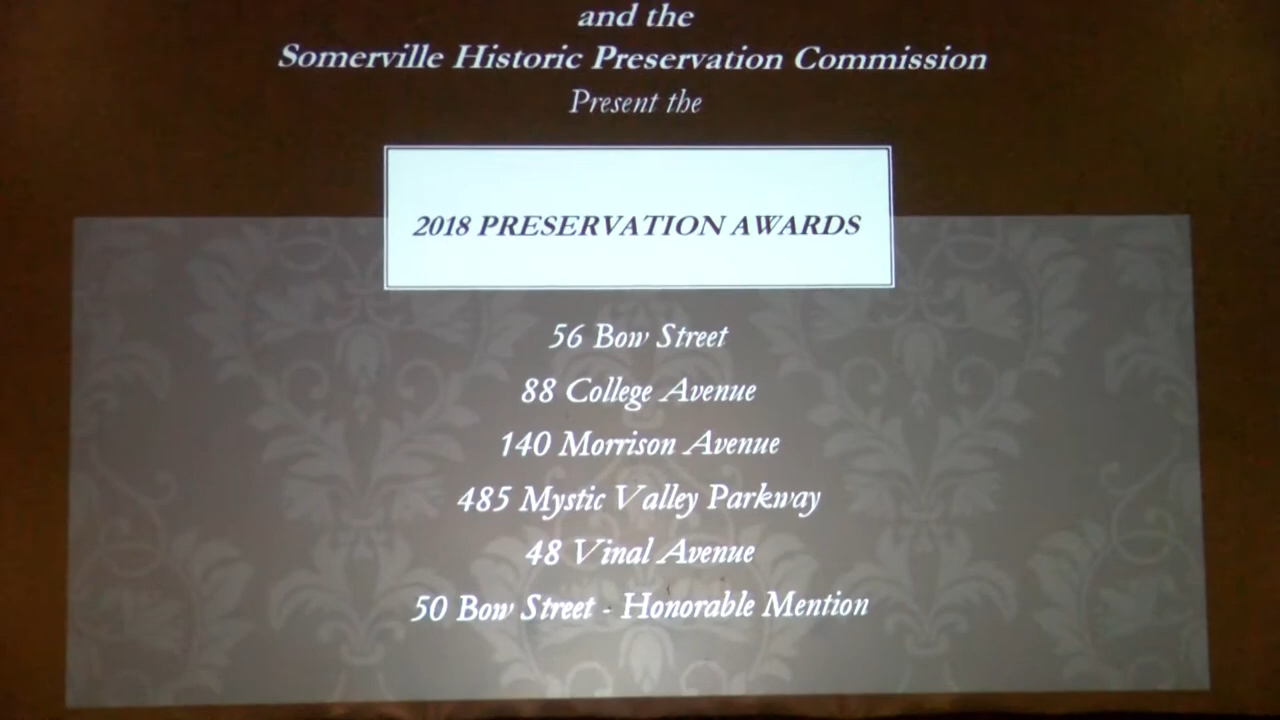 and the
Somerville Historic Preservation Commission
Present the
2018 PRESERVATION AWARDS
56 Bow Street
88 College Avenue
140 Morrison Avenue
485 Mystic Valley Parkway
48 Vinal Avenue
50 Bow Street - Honorable Mention